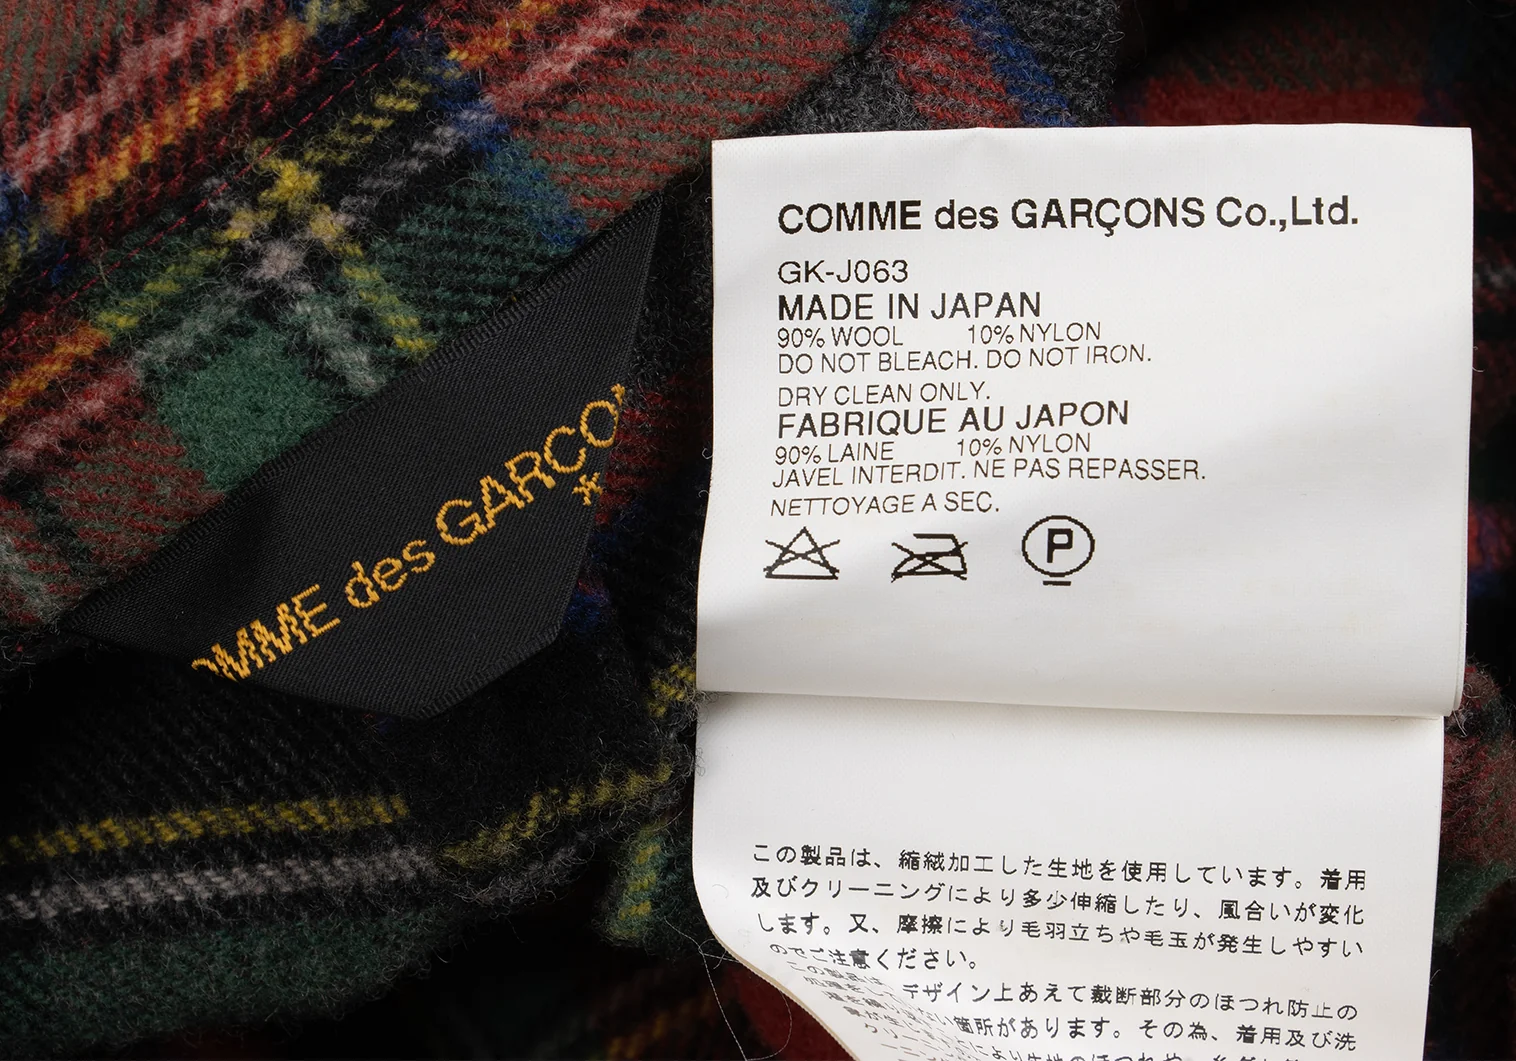 OMME des GARCO
COMME des GARÇONS Co.,Ltd.
GK-J063
MADE IN JAPAN
90% WOOL 10% NYLON
DO NOT BLEACH. DO NOT IRON.
DRY CLEAN ONLY.
FABRIQUE AU JAPON
90% LAINE 10% NYLON
JAVEL INTERDIT. NE PAS REPASSER.
NETTOYAGE A SEC.
P
この製品は、縮絨加工した生地を使用しています。着用
及びクリーニングにより多少伸縮したり、風合いが変化
します。又、摩擦により毛羽立ちや毛玉が発生しやすい
のでご注意ください。
デザイン上あえて裁断部分のほつれ防止の
箇所があります。その為、着用及び洗